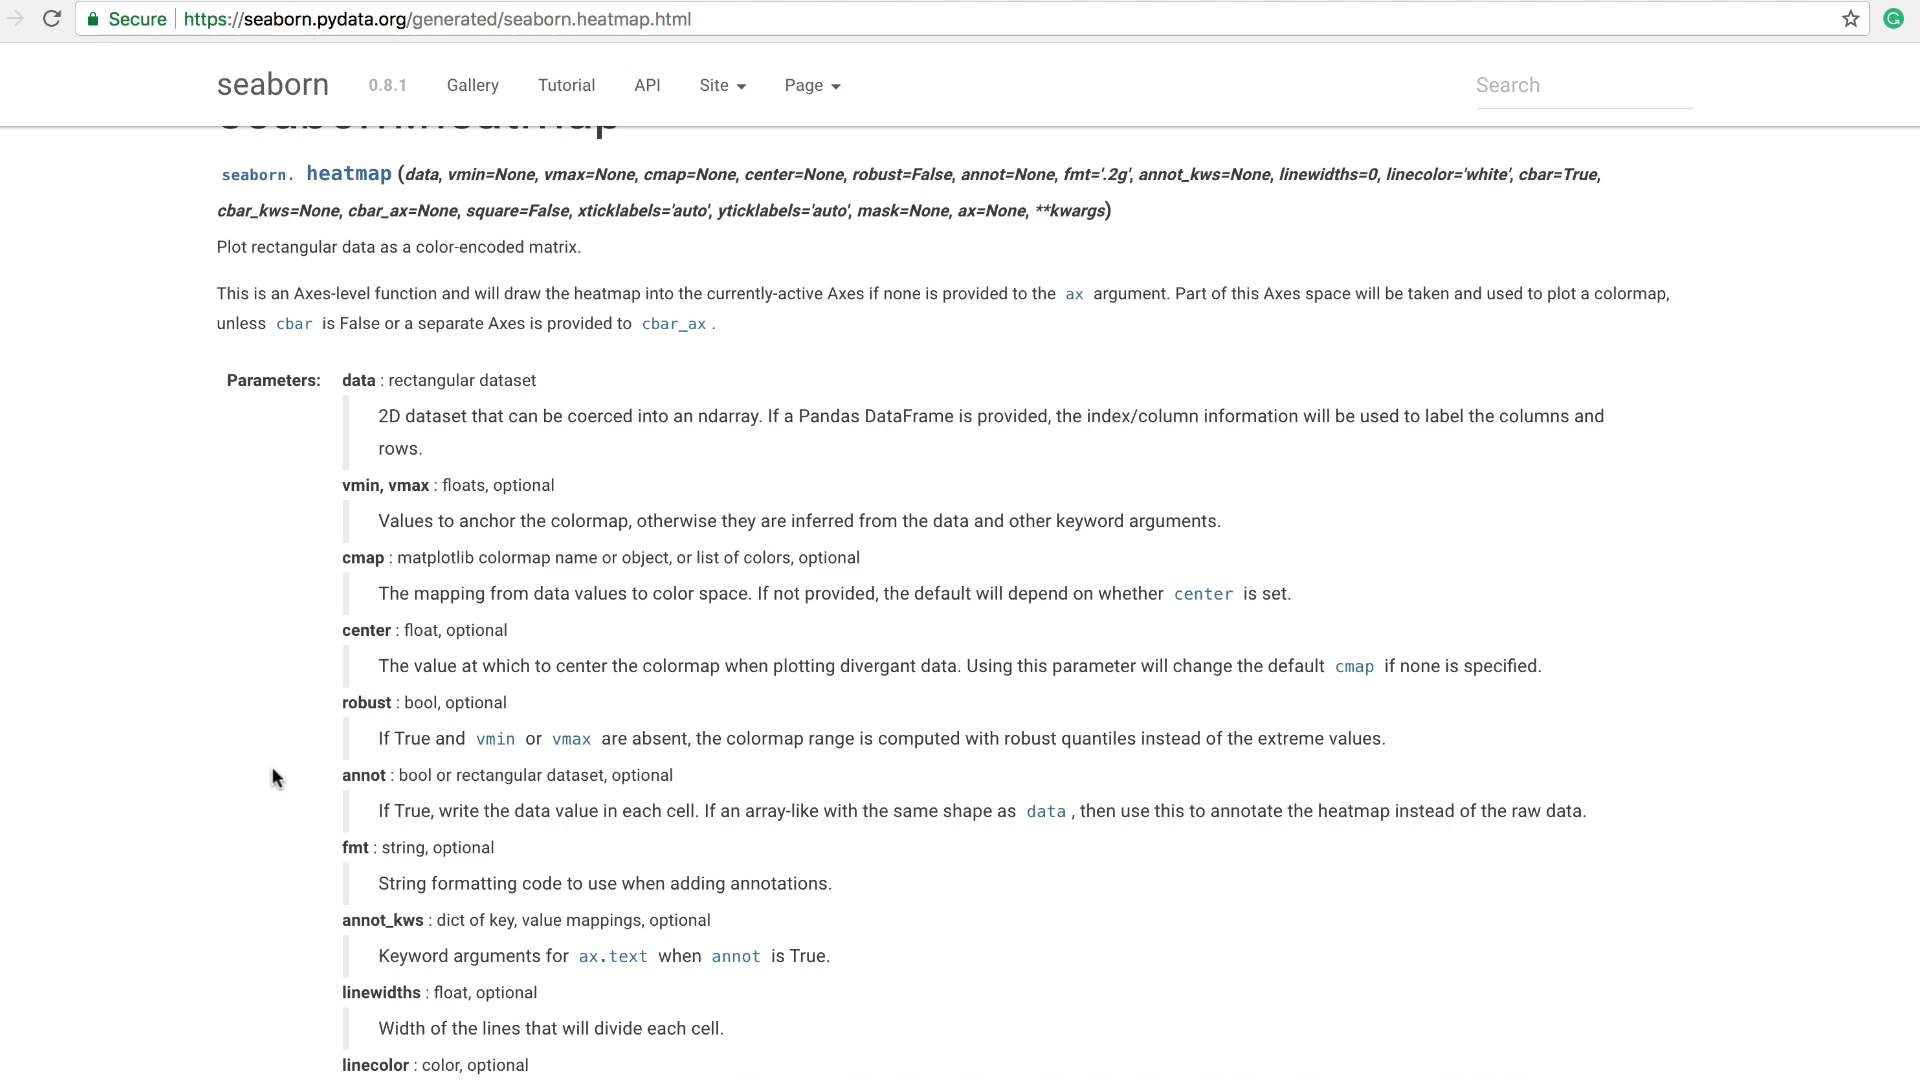 Secure https://seaborn.pydata.org/generated/seaborn.heatmap.html
seaborn 0.8.1 Gallery Tutorial API Site Page Search
seaborn.heatmap
seaborn. heatmap (data, vmin=None, vmax=None, cmap=None, center=None, robust=False, annot=None, fmt='.2g', annot_kws=None, linewidths=0, linecolor='white', cbar=True,
cbar_kws=None, cbar_ax=None, square=False, xticklabels='auto', yticklabels='auto', mask=None, ax=None, **kwargs)
Plot rectangular data as a color-encoded matrix.
This is an Axes-level function and will draw the heatmap into the currently-active Axes if none is provided to the ax argument. Part of this Axes space will be taken and used to plot a colormap,
unless cbar is False or a separate Axes is provided to cbar_ax .
Parameters: data : rectangular dataset
2D dataset that can be coerced into an ndarray. If a Pandas DataFrame is provided, the index/column information will be used to label the columns and
rows.
vmin, vmax : floats, optional
Values to anchor the colormap, otherwise they are inferred from the data and other keyword arguments.
cmap : matplotlib colormap name or object, or list of colors, optional
The mapping from data values to color space. If not provided, the default will depend on whether center is set.
center : float, optional
The value at which to center the colormap when plotting divergant data. Using this parameter will change the default cmap if none is specified.
robust : bool, optional
If True and vmin or vmax are absent, the colormap range is computed with robust quantiles instead of the extreme values.
annot : bool or rectangular dataset, optional
If True, write the data value in each cell. If an array-like with the same shape as data , then use this to annotate the heatmap instead of the raw data.
fmt : string, optional
String formatting code to use when adding annotations.
annot_kws : dict of key, value mappings, optional
Keyword arguments for ax.text when annot is True.
linewidths : float, optional
Width of the lines that will divide each cell.
linecolor : color, optional